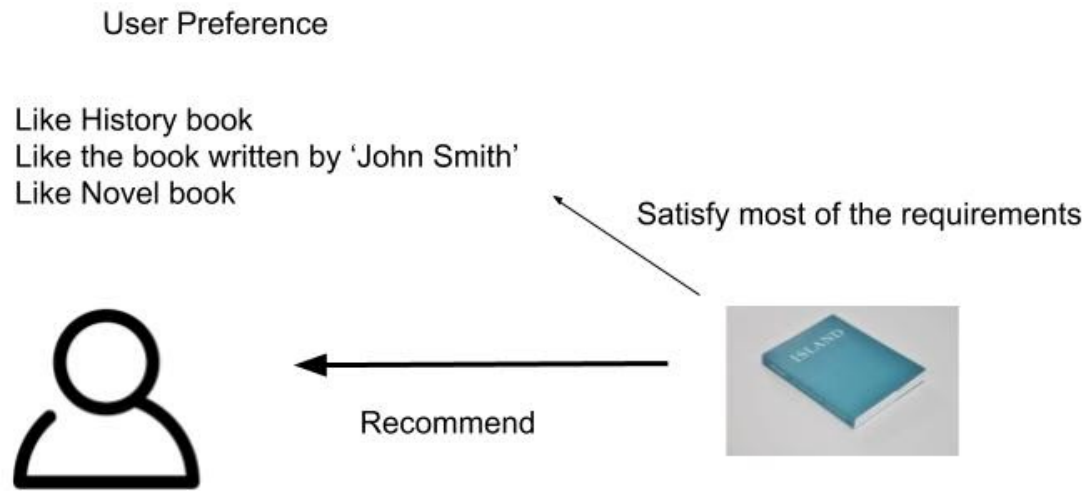 User Preference
Like History book
Like the book written by ‘John Smith’
Like Novel book
Satisfy most of the requirements
ISLAND
Recommend